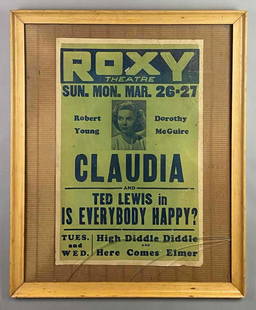 ROXY
THEATRE
SUN. MON. MAR. 26-27
Robert Young
Dorothy McGuire
CLAUDIA
AND
TED LEWIS in
IS EVERYBODY HAPPY?
TUES. and WED.
High Diddle Diddle
AND
Here Comes Elmer